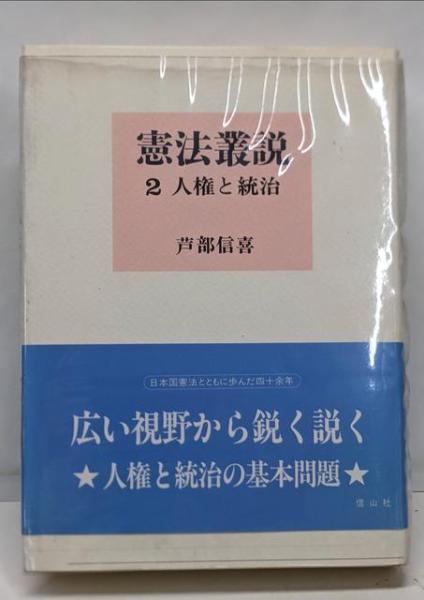 憲法叢説
2 人権と統治
芦部信喜
日本国憲法とともに歩んだ四十余年
広い視野から鋭く説く
★人権と統治の基本問題★
信山社